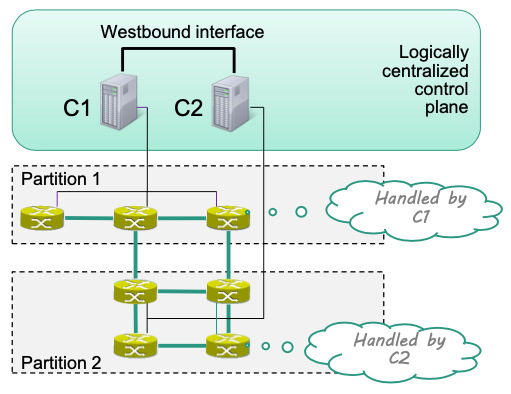 Westbound interface
Logically
centralized
control
plane
C1
C2
Partition 1
Handled by
C1
Handled by
C2
Partition 2